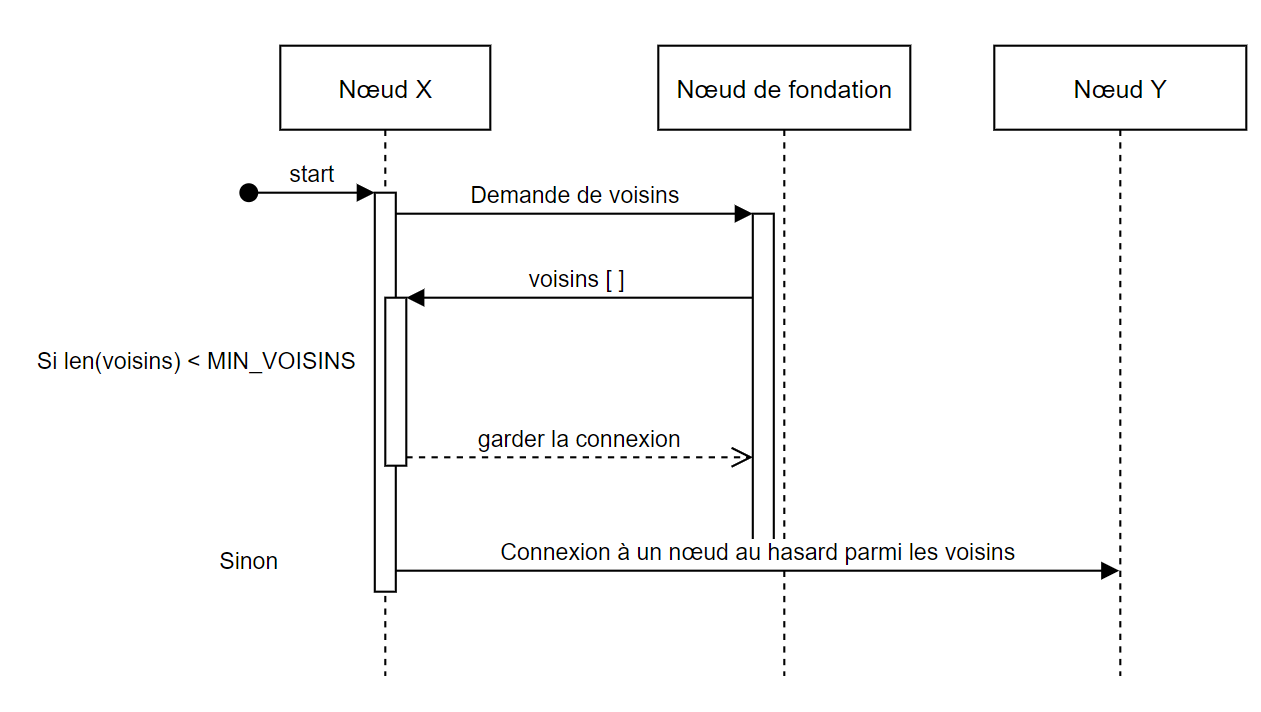 Nœud X
Nœud de fondation
Nœud Y
start
Demande de voisins
voisins [ ]
Si len(voisins) < MIN_VOISINS
garder la connexion
Sinon
Connexion à un nœud au hasard parmi les voisins